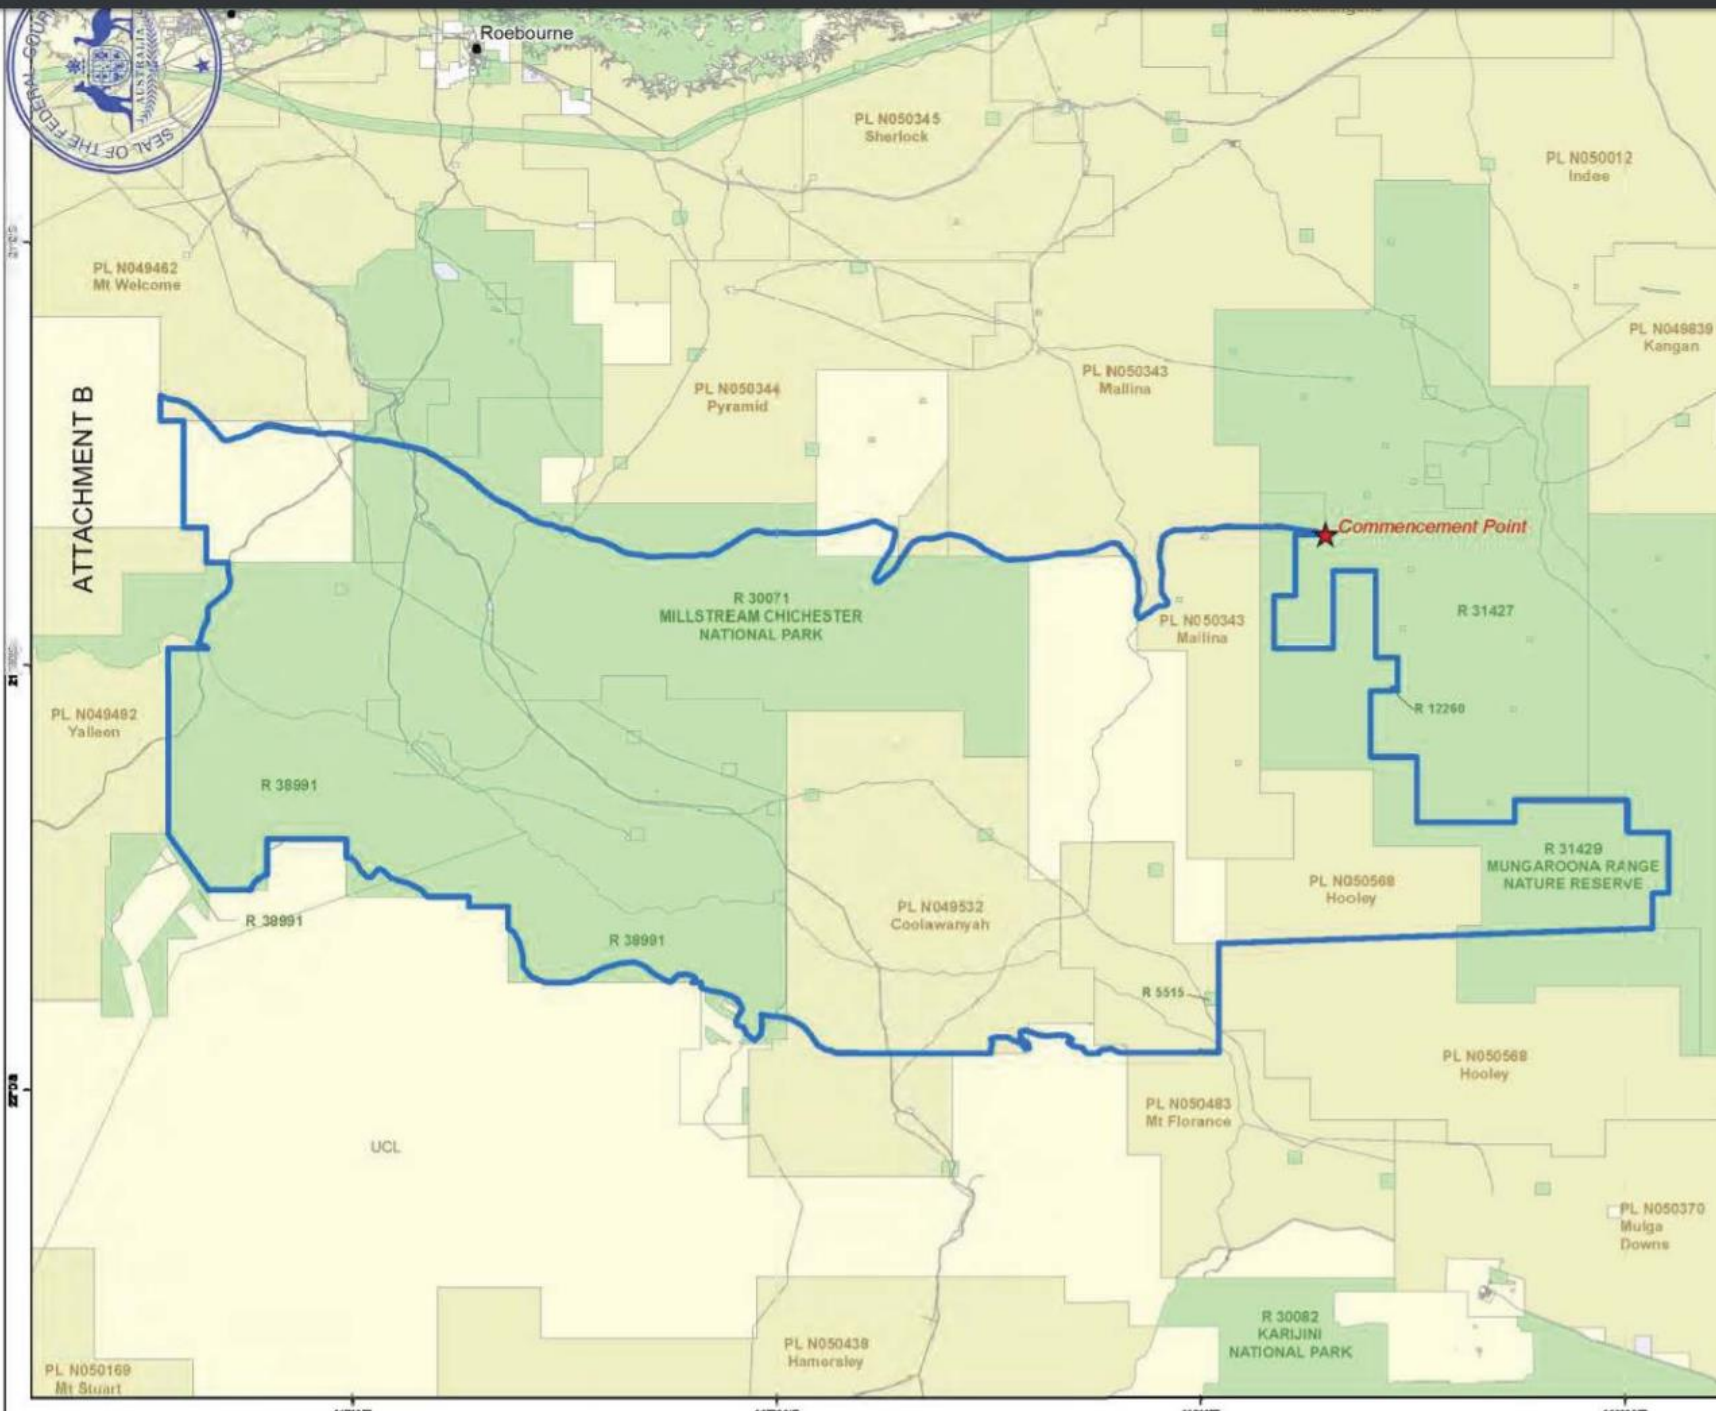 Roebourne
SEAL OF THE FEDERAL COUR
AUSTRALIA
PL N050345
Sherlock
PL N050012
Indee
PL N049462
Mt Welcome
PL N049839
Kangan
PL N050343
Mallina
PL N050344
Pyramid
ATTACHMENT B
Commencement Point
R 30071
MILLSTREAM CHICHESTER
NATIONAL PARK
R 31427
PL N050343
Mallina
PL N049492
Yalleen
R 12260
R 38991
R 31429
MUNGAROONA RANGE
NATURE RESERVE
PL N050568
Hooley
R 38991
PL N049532
Coolawanyah
R 38991
R 5515
PL N050568
Hooley
PL N050483
Mt Florance
UCL
PL N050370
Mulga
Downs
R 30082
KARIJINI
NATIONAL PARK
PL N050438
Hamersley
PL N050169
Mt Stuart